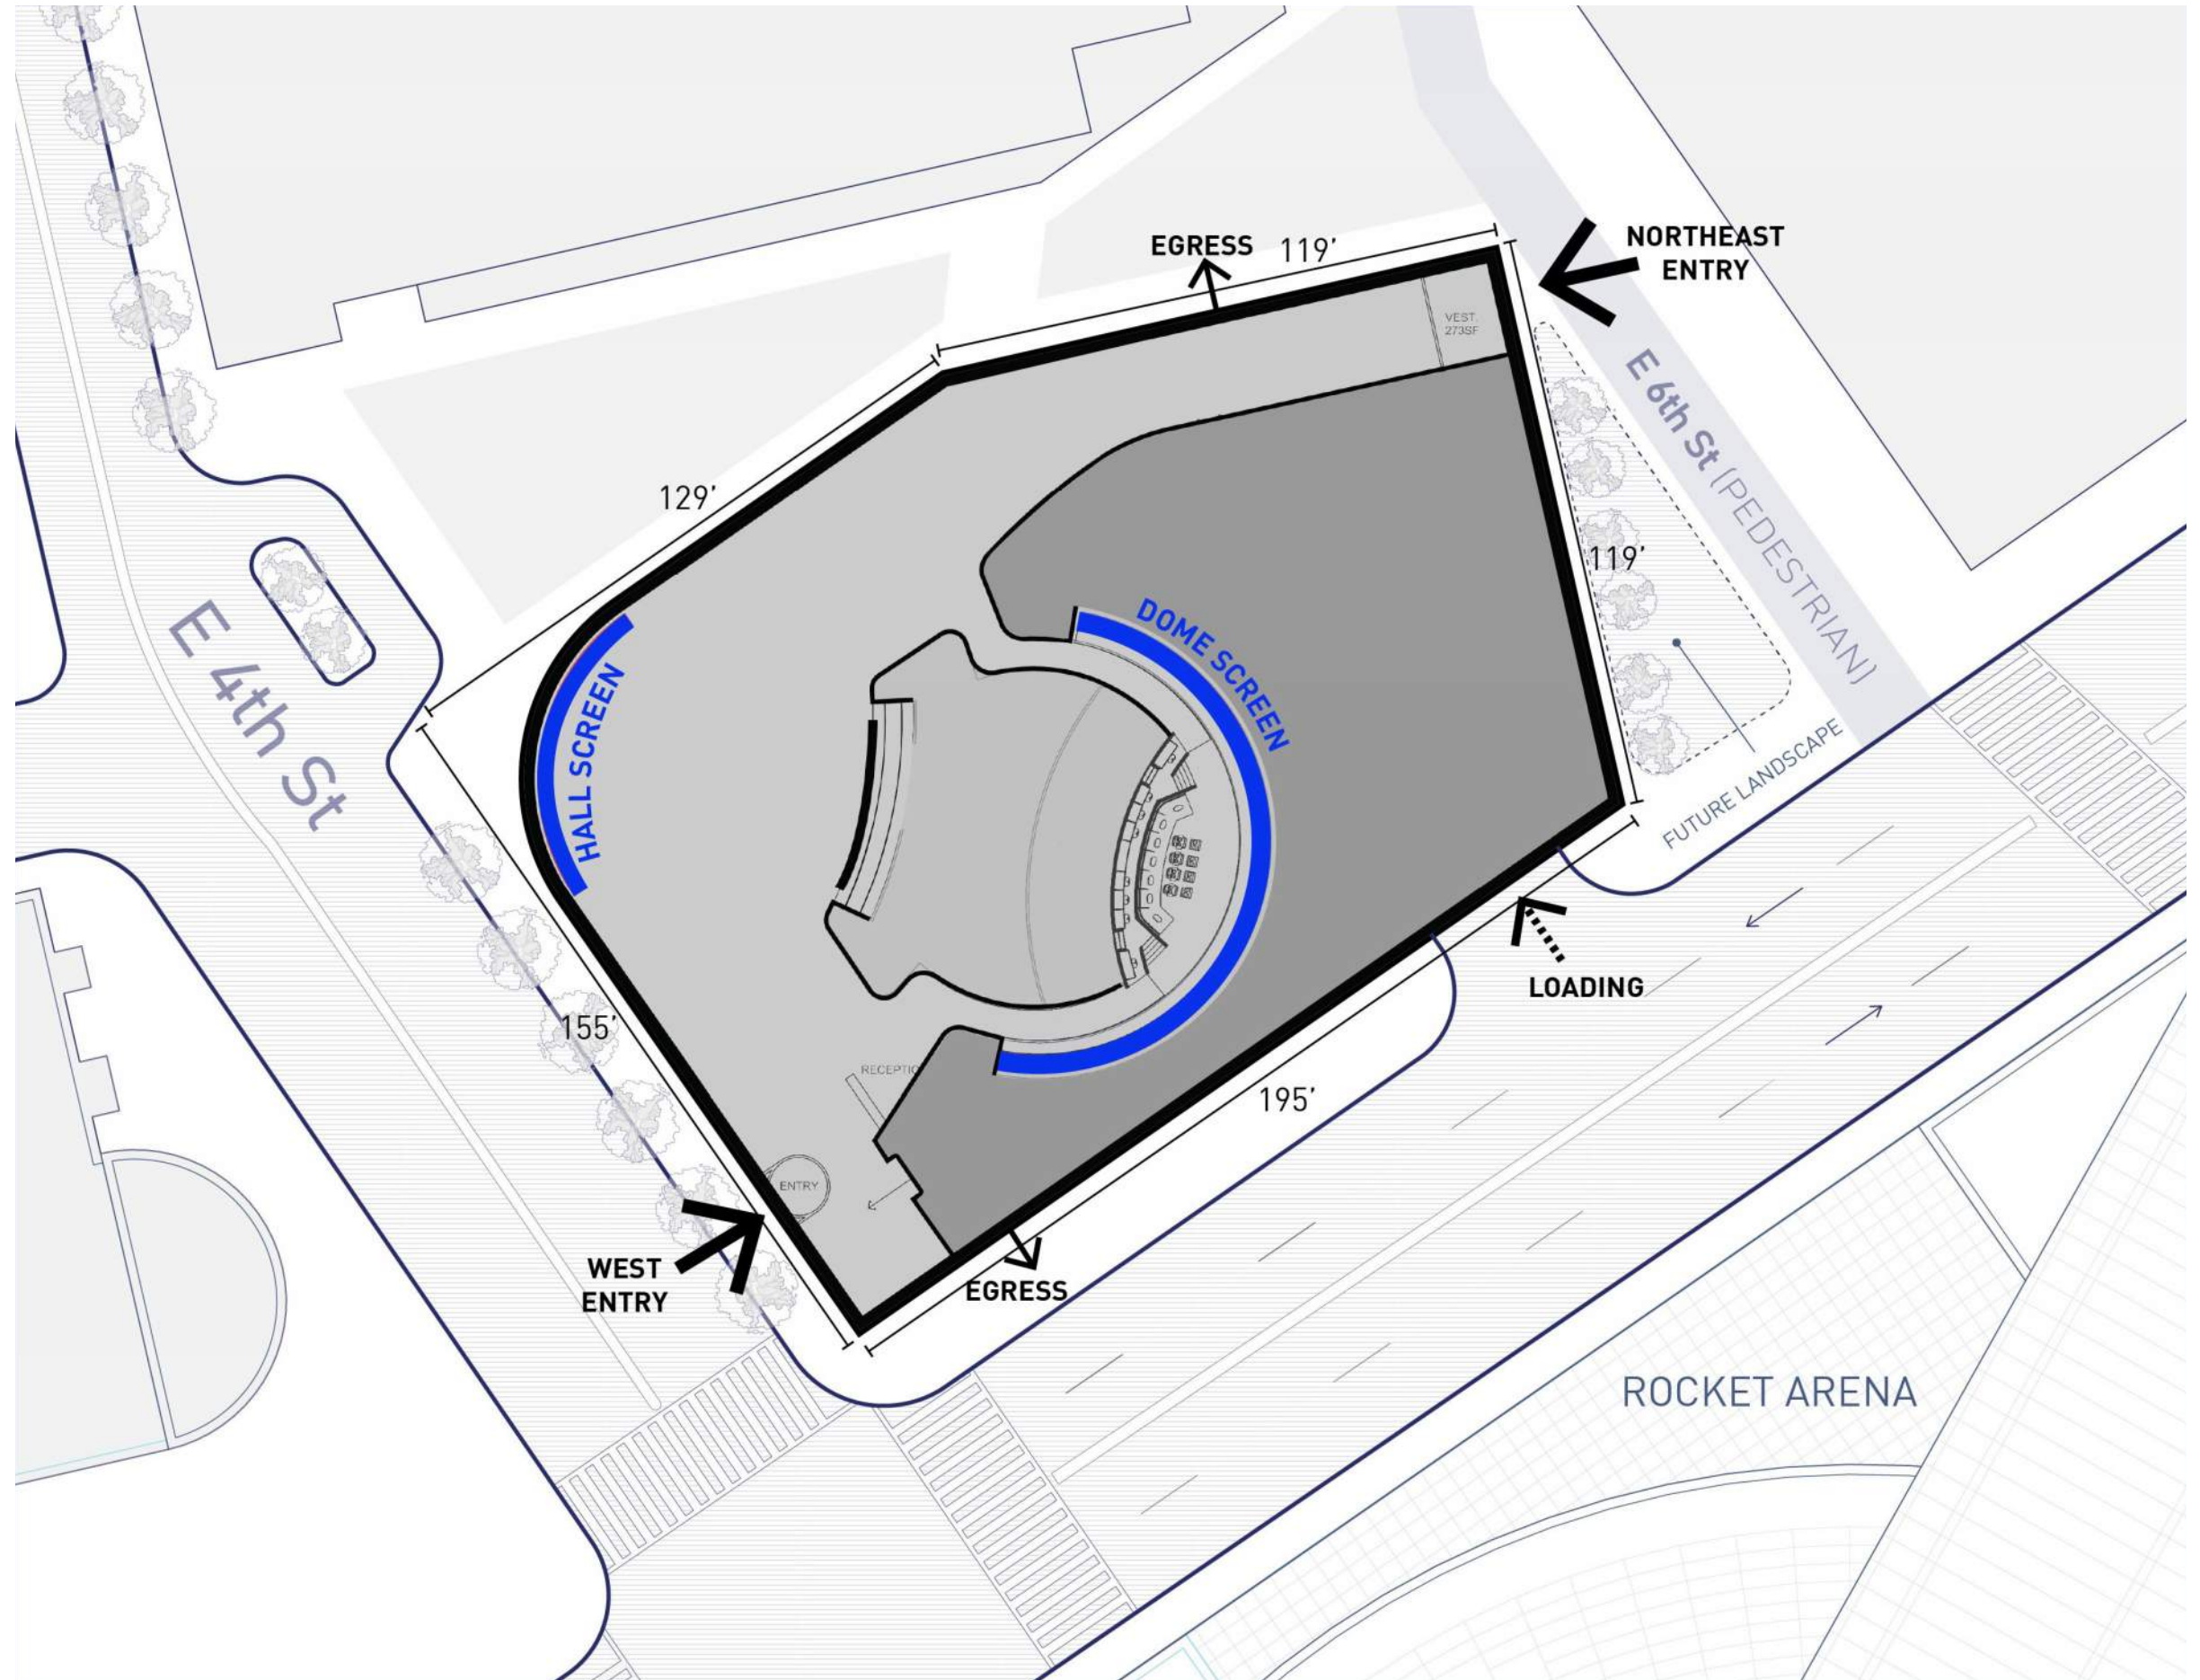 EGRESS 119'
NORTHEAST
ENTRY
VEST.
273SF
E 6th St (PEDESTRIAN)
129'
119'
DOME SCREEN
E 4th St
HALL SCREEN
FUTURE LANDSCAPE
LOADING
155'
RECEPTIO
195'
ENTRY
WEST
ENTRY
EGRESS
ROCKET ARENA